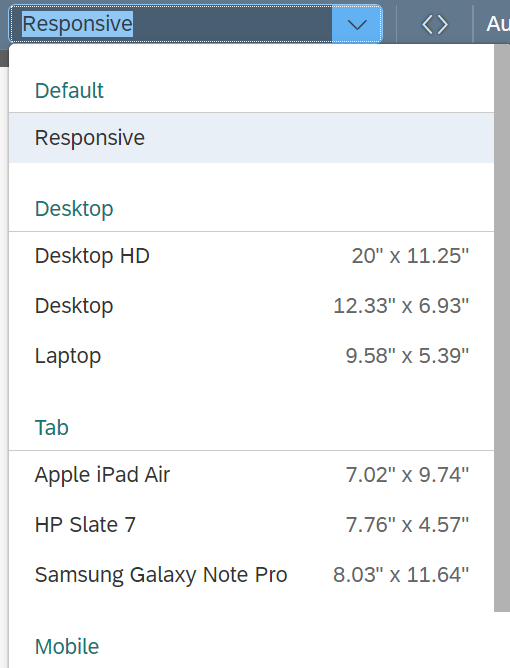 Responsive
Au
Default
Responsive
Desktop
Desktop HD 20" x 11.25"
Desktop 12.33" x 6.93"
Laptop 9.58" x 5.39"
Tab
Apple iPad Air 7.02" x 9.74"
HP Slate 7 7.76" x 4.57"
Samsung Galaxy Note Pro 8.03" x 11.64"
Mobile